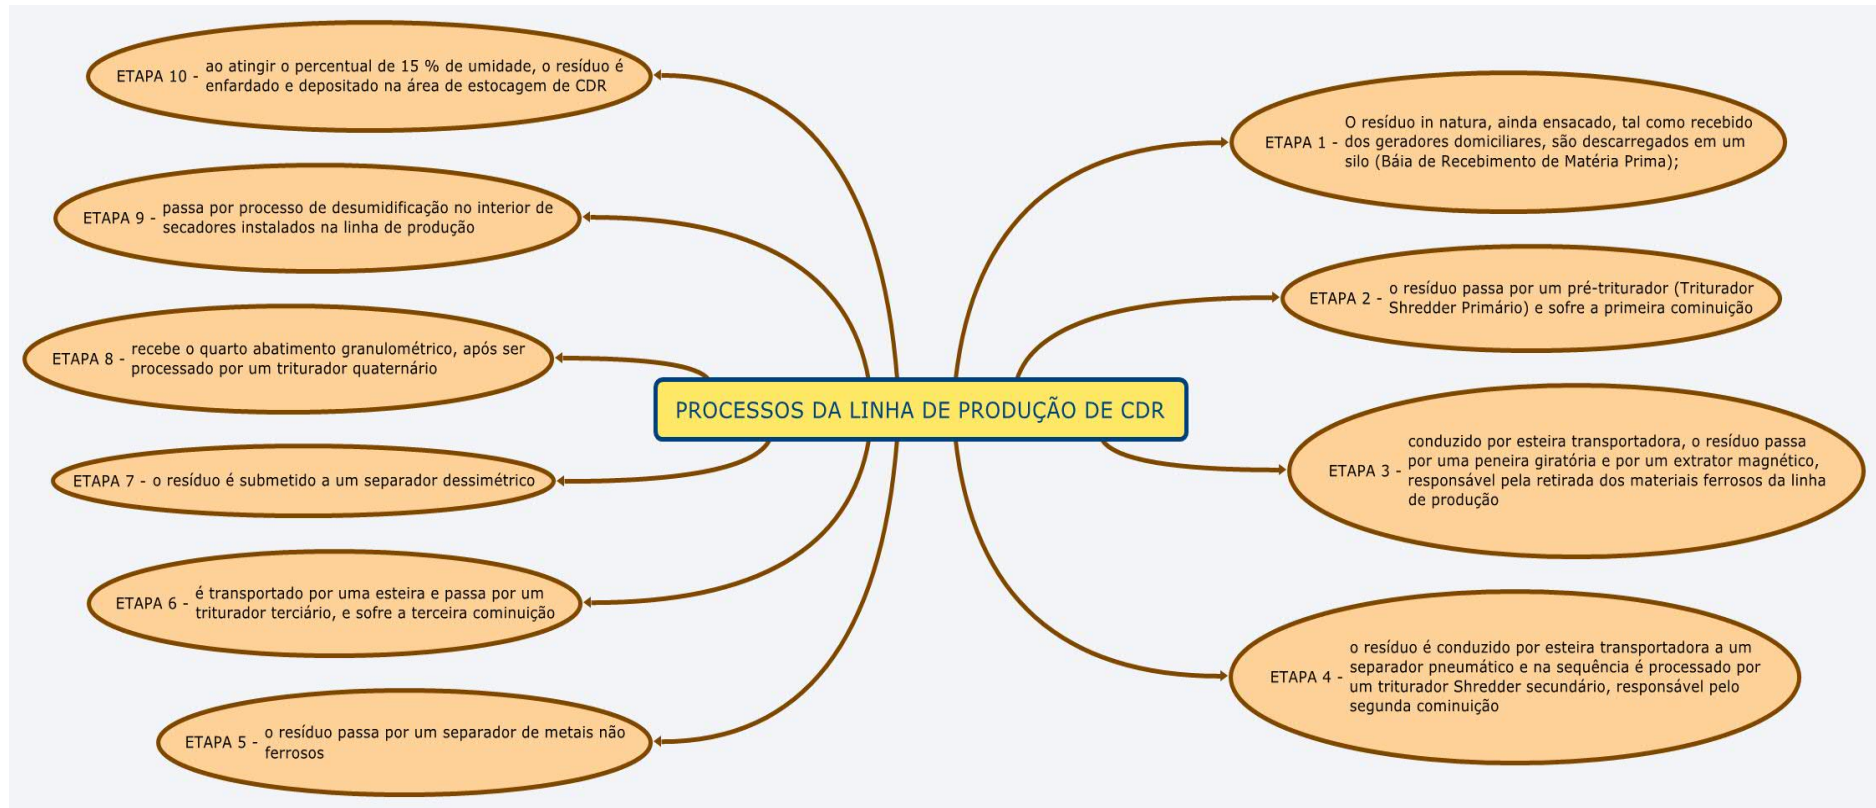 PROCESSOS DA LINHA DE PRODUÇÃO DE CDR
ETAPA 1 -
O resíduo in natura, ainda ensacado, tal como recebido
dos geradores domiciliares, são descarregados em um
silo (Báia de Recebimento de Matéria Prima);
ETAPA 2 -
o resíduo passa por um pré-triturador (Triturador
Shredder Primário) e sofre a primeira cominuição
ETAPA 3 -
conduzido por esteira transportadora, o resíduo passa
por uma peneira giratória e por um extrator magnético,
responsável pela retirada dos materiais ferrosos da linha
de produção
ETAPA 4 -
o resíduo é conduzido por esteira transportadora a um
separador pneumático e na sequência é processado por
um triturador Shredder secundário, responsável pelo
segunda cominuição
ETAPA 5 -
o resíduo passa por um separador de metais não
ferrosos
ETAPA 6 -
é transportado por uma esteira e passa por um
triturador terciário, e sofre a terceira cominuição
ETAPA 7 - o resíduo é submetido a um separador dessimétrico
ETAPA 8 -
recebe o quarto abatimento granulométrico, após ser
processado por um triturador quaternário
ETAPA 9 -
passa por processo de desumidificação no interior de
secadores instalados na linha de produção
ETAPA 10 -
ao atingir o percentual de 15 % de umidade, o resíduo é
enfardado e depositado na área de estocagem de CDR